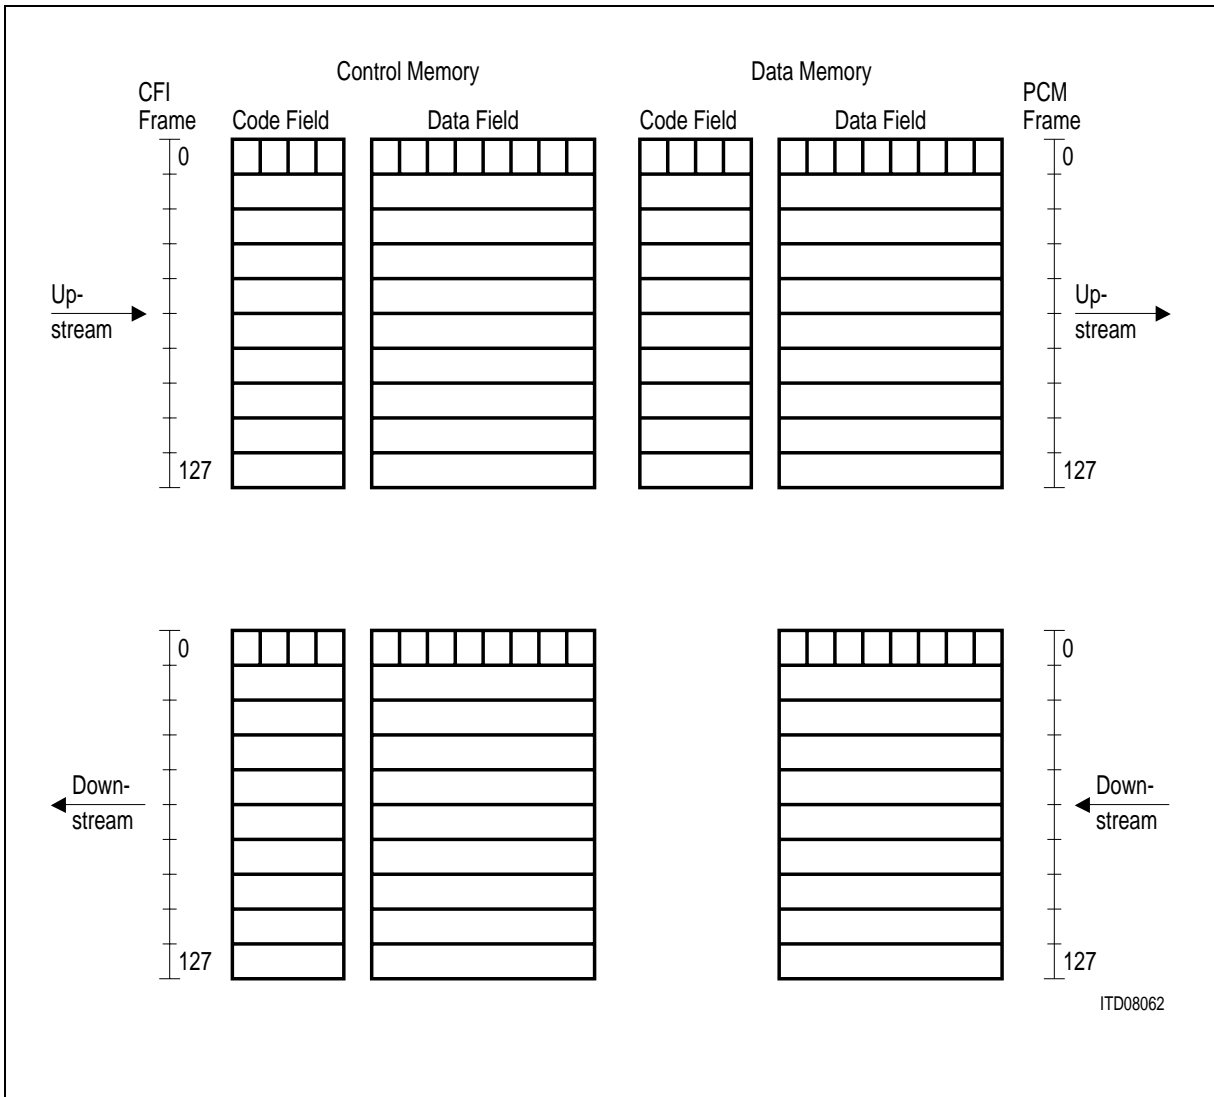 Control Memory
Data Memory
CFI
Frame
Code Field
Data Field
Code Field
Data Field
PCM
Frame
0
0
Up-
stream
Up-
stream
127
127
0
0
Down-
stream
Down-
stream
127
127
ITD08062